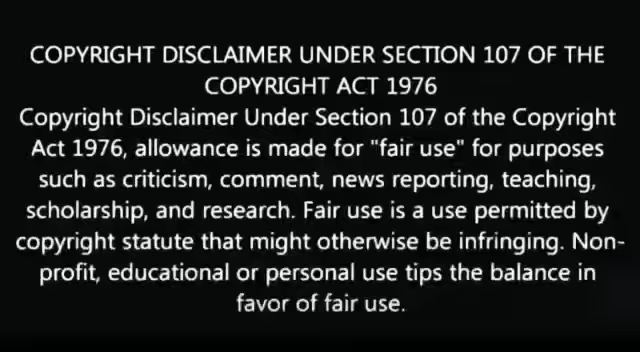 COPYRIGHT DISCLAIMER UNDER SECTION 107 OF THE
COPYRIGHT ACT 1976
Copyright Disclaimer Under Section 107 of the Copyright
Act 1976, allowance is made for "fair use" for purposes
such as criticism, comment, news reporting, teaching,
scholarship, and research. Fair use is a use permitted by
copyright statute that might otherwise be infringing. Non-
profit, educational or personal use tips the balance in
favor of fair use.